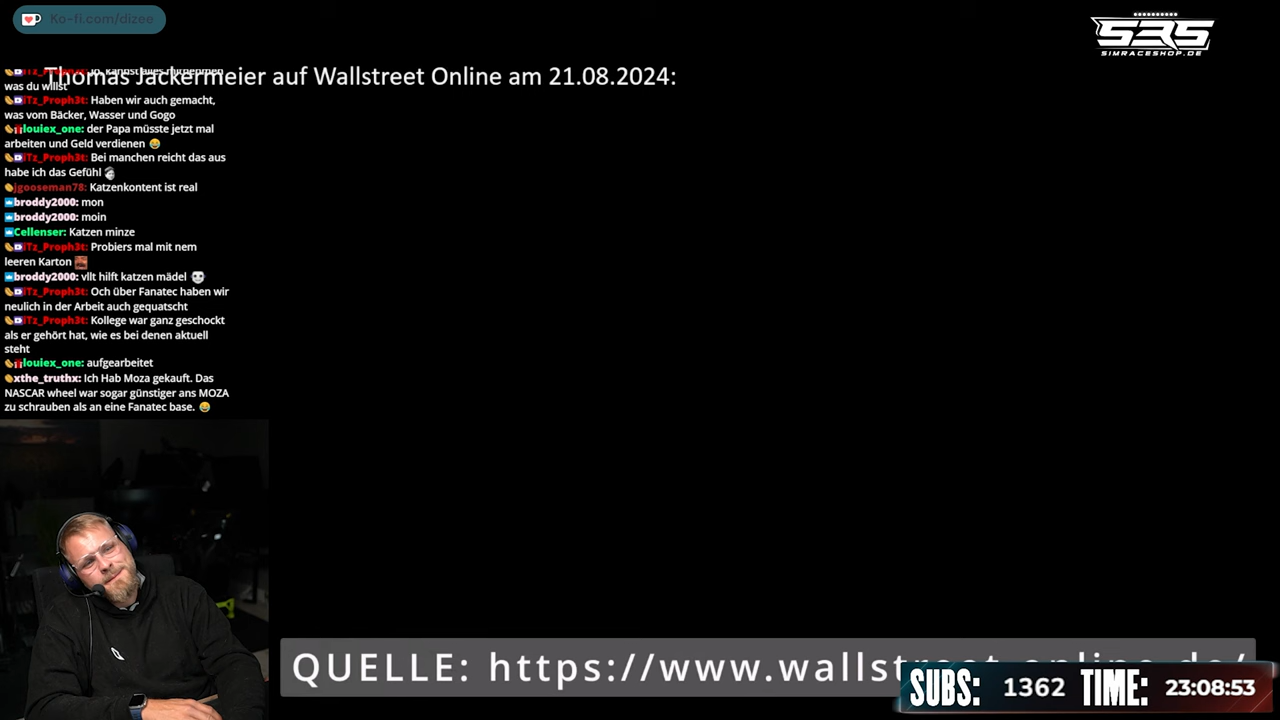 Ko-fi.com/dizee
SRS
SIMRACESHOP.DE
Thomas Jackermeier auf Wallstreet Online am 21.08.2024:
was du willst
iTz_Proph3t: Haben wir auch gemacht,
was vom Bäcker, Wasser und Gogo
louiex_one: der Papa müsste jetzt mal
arbeiten und Geld verdienen 😂
iTz_Proph3t: Bei manchen reicht das aus
habe ich das Gefühl
jgooseman78: Katzenkontent ist real
broddy2000: mon
broddy2000: moin
Cellenser: Katzen minze
iTz_Proph3t: Probiers mal mit nem
leeren Karton
broddy2000: vllt hilft katzen mädel
iTz_Proph3t: Och über Fanatec haben wir
neulich in der Arbeit auch gequatscht
iTz_Proph3t: Kollege war ganz geschockt
als er gehört hat, wie es bei denen aktuell
steht
louiex_one: aufgearbeitet
xthe_truthx: Ich Hab Moza gekauft. Das
NASCAR wheel war sogar günstiger ans MOZA
zu schrauben als an eine Fanatec base. 😂
QUELLE: https://www.wallstreet-online.de/
SUBS: 1362 TIME: 23:08:53